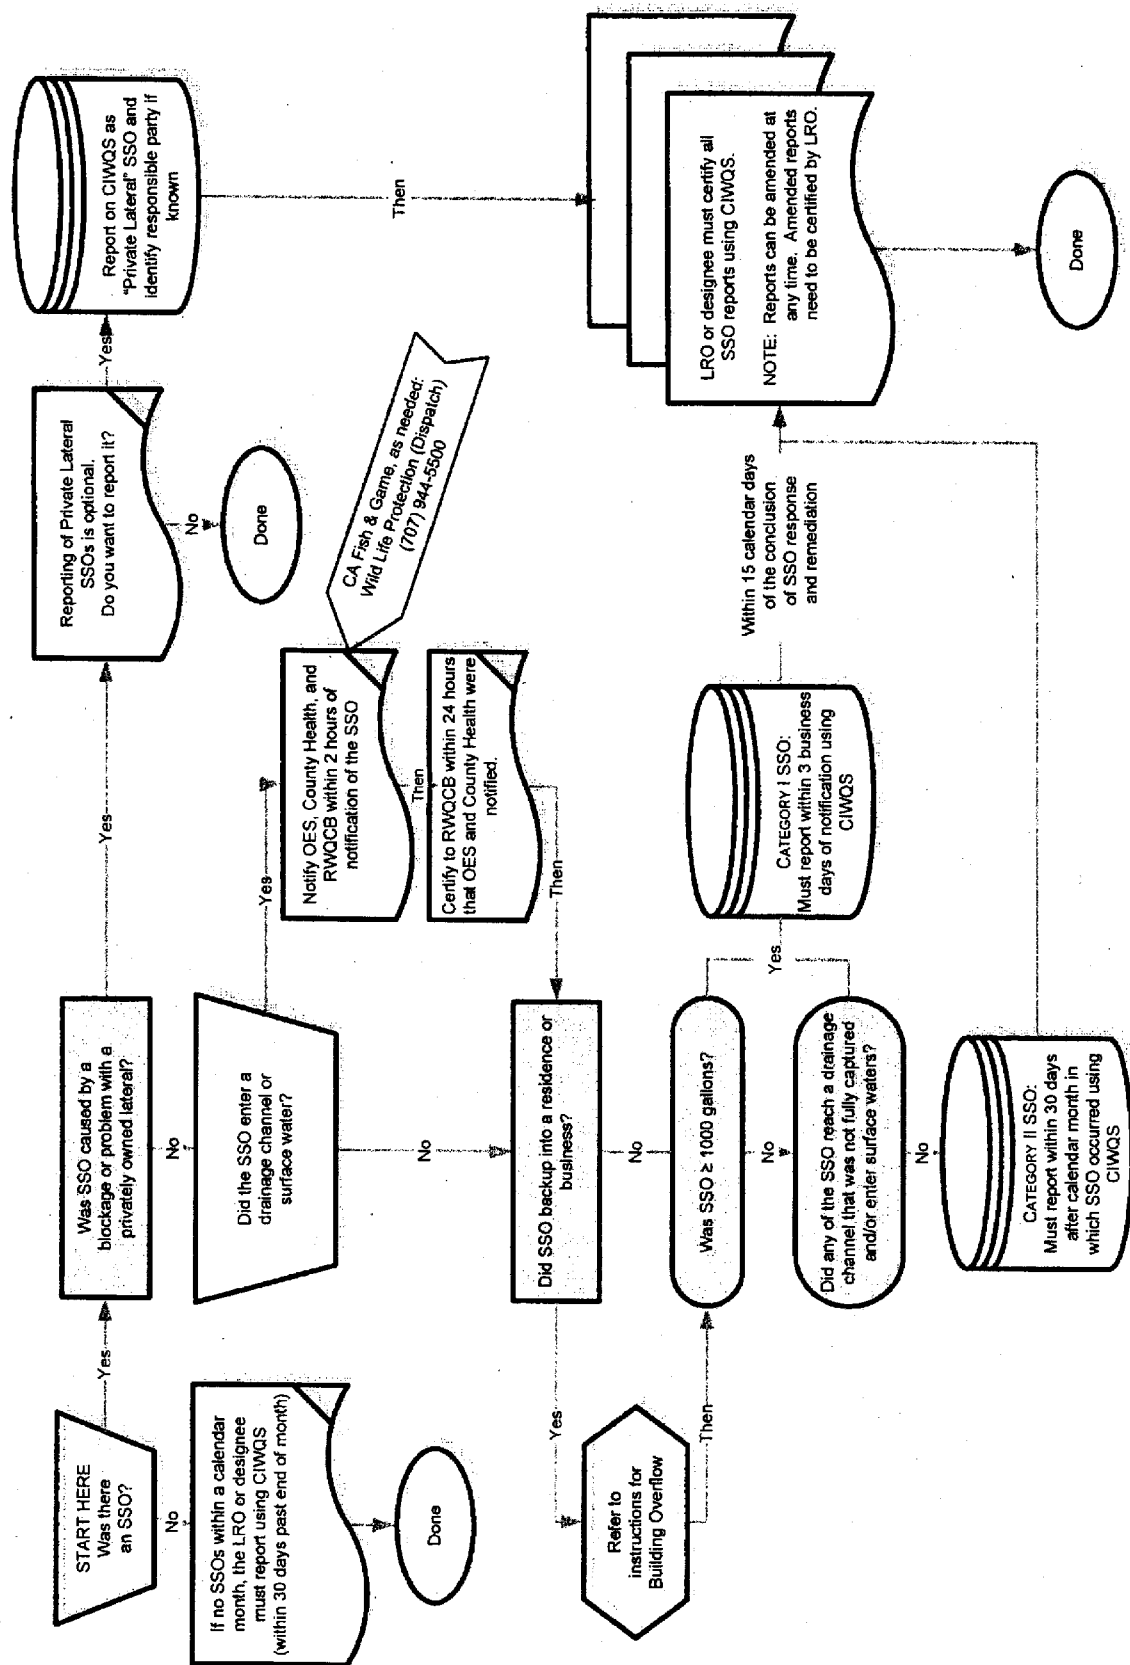 START HERE
Was there
an SSO?
Yes
No
If no SSOs within a calendar
month, the LRO or designee
must report using CIWQS
(within 30 days past end of month)
Done
Was SSO caused by a
blockage or problem with a
privately owned lateral?
Yes
No
Reporting of Private Lateral
SSOs is optional.
Do you want to report it?
Yes
No
Done
Report on CIWQS as
"Private Lateral" SSO and
identify responsible party if
known
Then
Did the SSO enter a
drainage channel or
surface water?
Yes
No
Notify OES, County Health, and
RWQCB within 2 hours of
notification of the SSO
CA Fish & Game, as needed:
Wild Life Protection (Dispatch)
(707) 944-5500
Then
Certify to RWQCB within 24 hours
that OES and County Health were
notified.
Then
Did SSO backup into a residence or
business?
Yes
No
Refer to
instructions for
Building Overflow
Then
Was SSO ≥ 1000 gallons?
Yes
No
Did any of the SSO reach a drainage
channel that was not fully captured
and/or enter surface waters?
No
CATEGORY I SSO:
Must report within 3 business
days of notification using
CIWQS
CATEGORY II SSO:
Must report within 30 days
after calendar month in
which SSO occurred using
CIWQS
Within 15 calendar days
of the conclusion
of SSO response
and remediation
LRO or designee must certify all
SSO reports using CIWQS.
NOTE: Reports can be amended at
any time. Amended reports
need to be certified by LRO.
Done